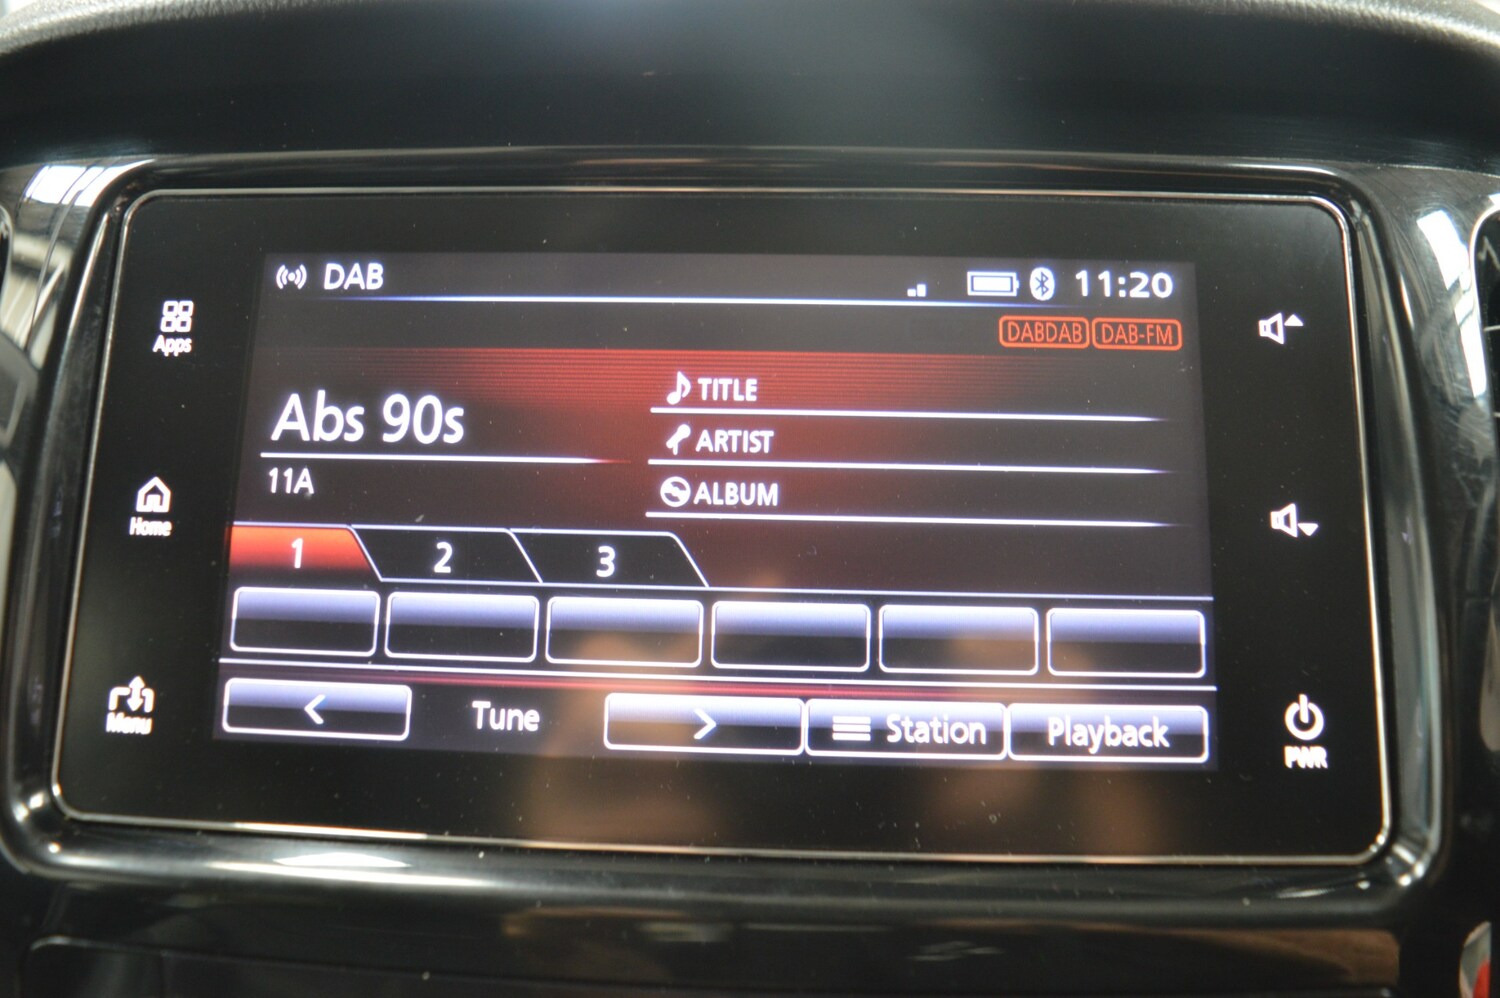 DAB
11:20
DABDAB DAB-FM
Apps
TITLE
Abs 90s
ARTIST
11A
ALBUM
Home
1 2 3
Menu
< Tune > Station Playback
PWR